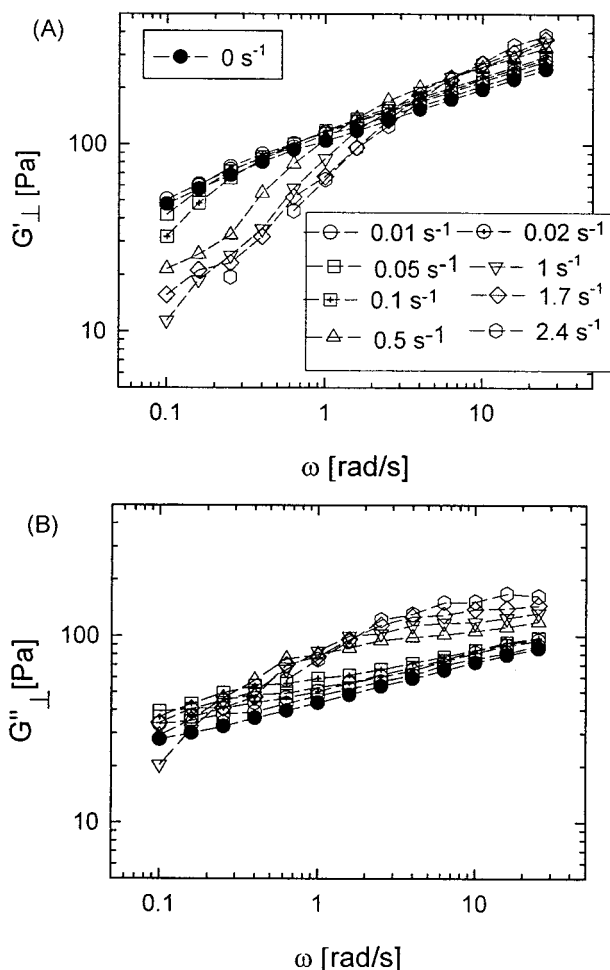 (A)
0 s⁻¹
G'⊥ [Pa]
100
10
0.01 s⁻¹ 0.02 s⁻¹
0.05 s⁻¹ 1 s⁻¹
0.1 s⁻¹ 1.7 s⁻¹
0.5 s⁻¹ 2.4 s⁻¹
0.1 1 10
ω [rad/s]
(B)
G''⊥ [Pa]
100
10
0.1 1 10
ω [rad/s]